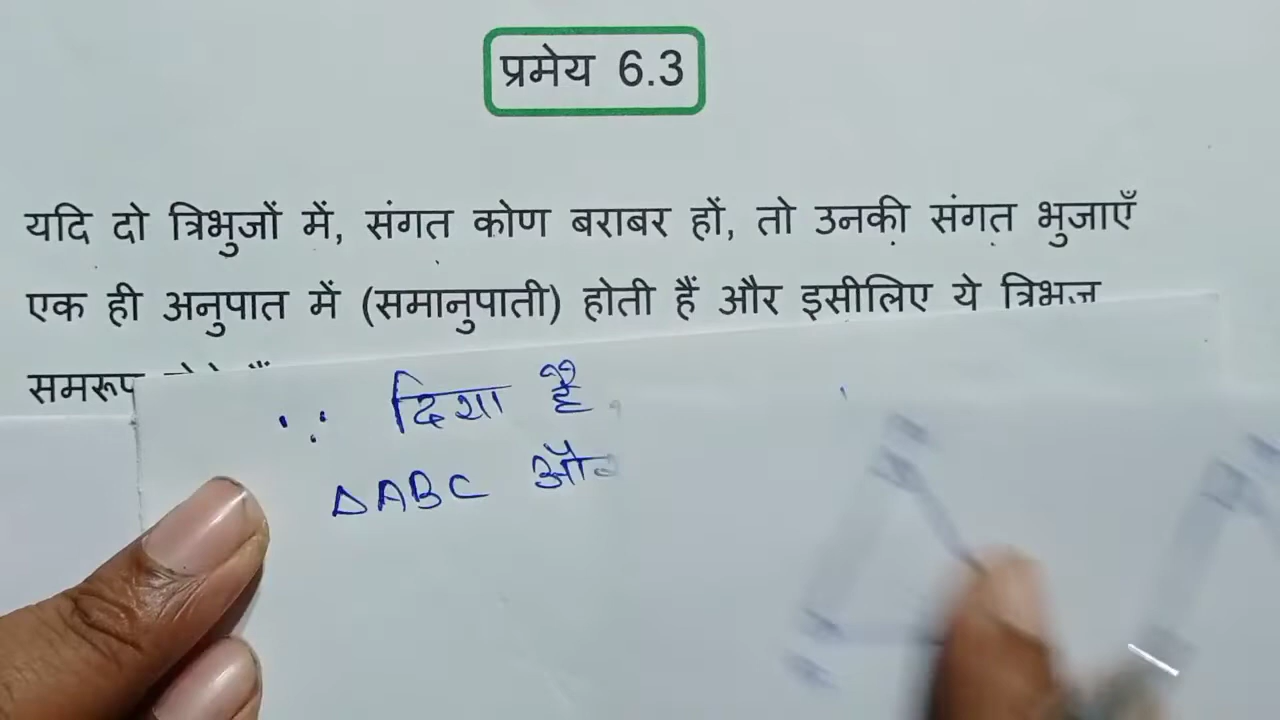 प्रमेय 6.3
यदि दो त्रिभुजों में, संगत कोण बराबर हों, तो उनकी संगत भुजाएँ
एक ही अनुपात में (समानुपाती) होती हैं और इसीलिए ये त्रिभुज
समरूप
∵ दिया है
ΔABC